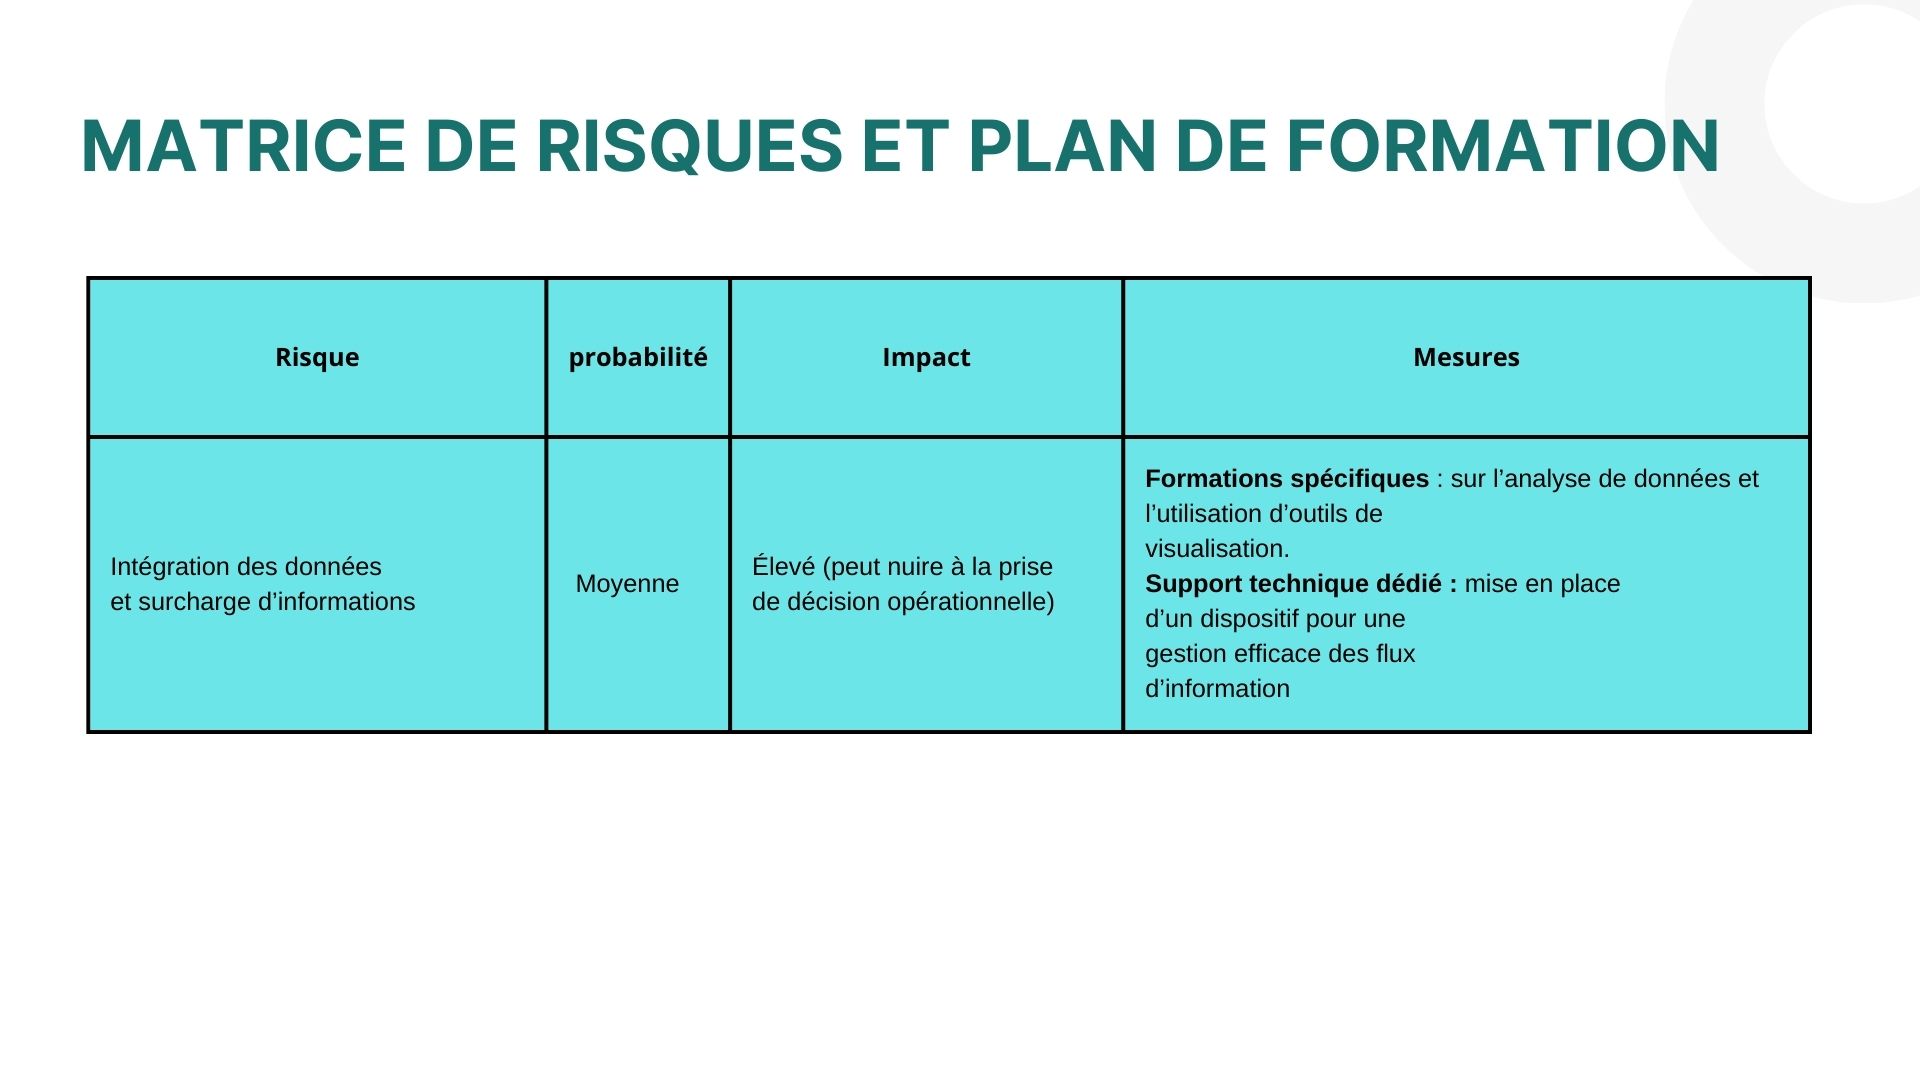 MATRICE DE RISQUES ET PLAN DE FORMATION
Risque
probabilité
Impact
Mesures
Intégration des données
et surcharge d’informations
Moyenne
Élevé (peut nuire à la prise
de décision opérationnelle)
Formations spécifiques : sur l’analyse de données et
l’utilisation d’outils de
visualisation.
Support technique dédié : mise en place
d’un dispositif pour une
gestion efficace des flux
d’information